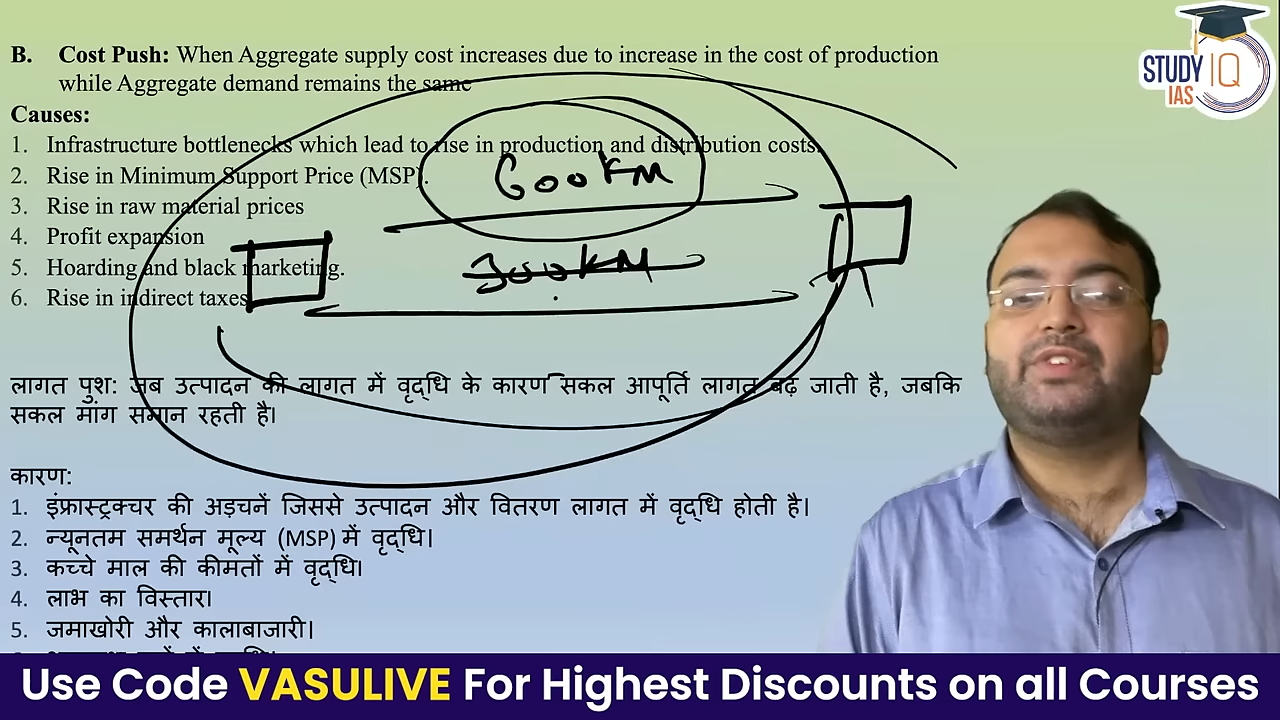 B. Cost Push: When Aggregate supply cost increases due to increase in the cost of production
while Aggregate demand remains the same
Causes:
1. Infrastructure bottlenecks which lead to rise in production and distribution costs.
2. Rise in Minimum Support Price (MSP).
3. Rise in raw material prices
4. Profit expansion
5. Hoarding and black marketing.
6. Rise in indirect taxes
600KM
300KM
लागत पुश: जब उत्पादन की लागत में वृद्धि के कारण सकल आपूर्ति लागत बढ़ जाती है, जबकि
सकल मांग समान रहती है।
कारण:
1. इंफ्रास्ट्रक्चर की अड़चनें जिससे उत्पादन और वितरण लागत में वृद्धि होती है।
2. न्यूनतम समर्थन मूल्य (MSP) में वृद्धि।
3. कच्चे माल की कीमतों में वृद्धि।
4. लाभ का विस्तार।
5. जमाखोरी और कालाबाजारी।
STUDY IQ
IAS
Use Code VASULIVE For Highest Discounts on all Courses